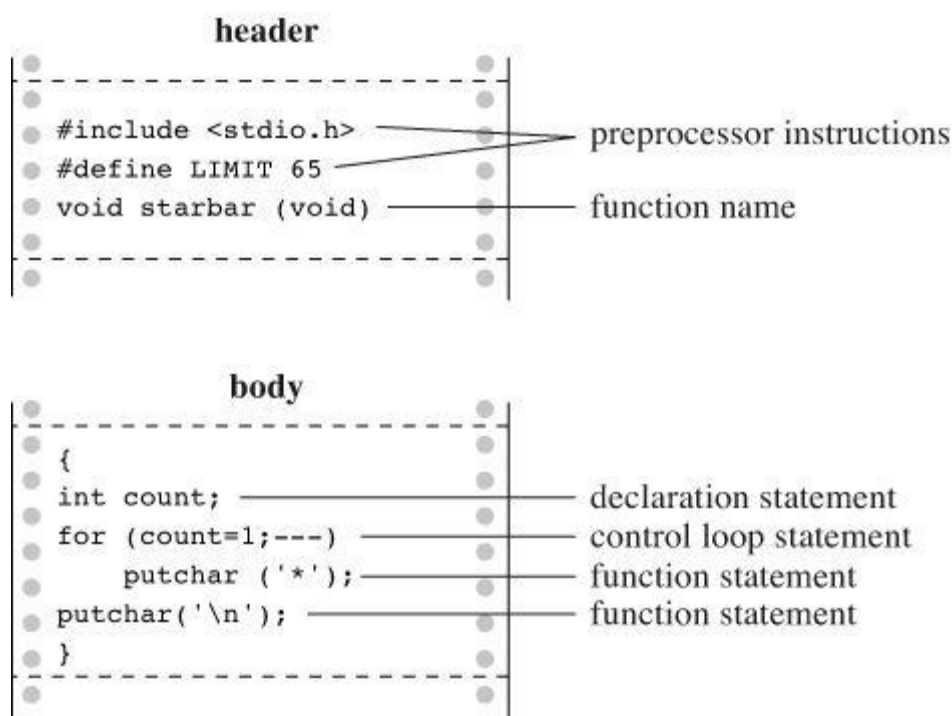 header
#include <stdio.h>
#define LIMIT 65
void starbar (void)
preprocessor instructions
function name
body
{
int count;
for (count=1;---)
putchar ('*');
putchar('\n');
}
declaration statement
control loop statement
function statement
function statement